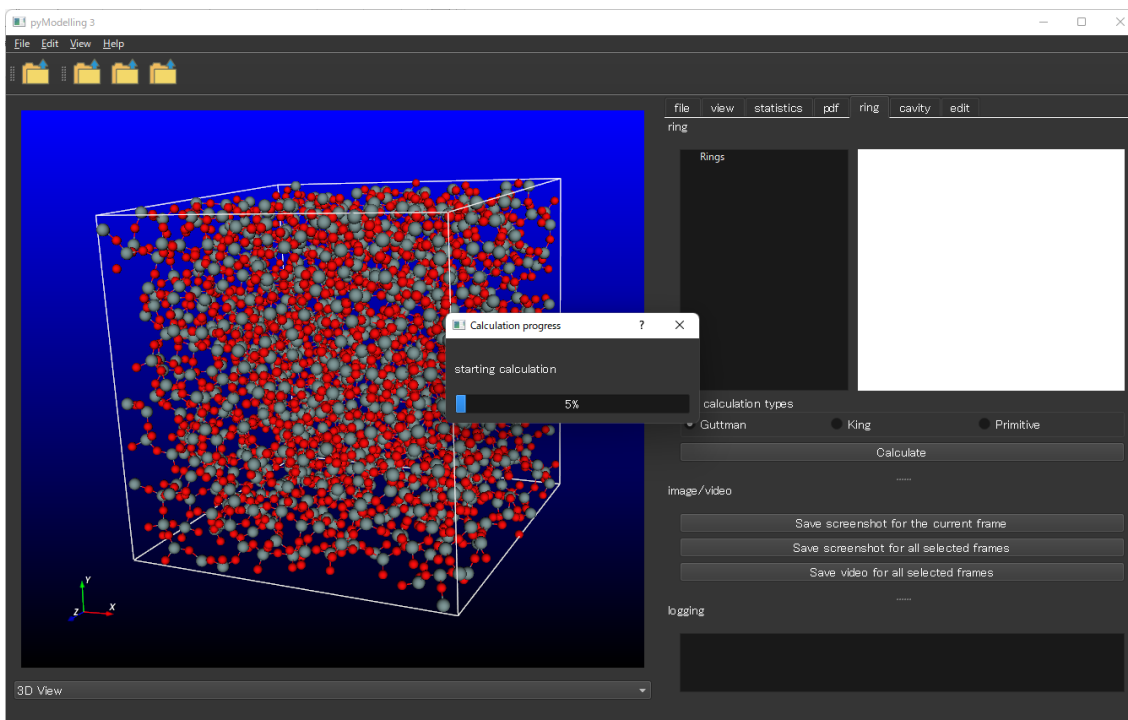 pyModelling 3
File Edit View Help
file view statistics pdf ring cavity edit
ring
Rings
Calculation progress ?
starting calculation
5%
calculation types
Guttman King Primitive
Calculate
image/video
Save screenshot for the current frame
Save screenshot for all selected frames
Save video for all selected frames
logging
Y
Z X
3D View